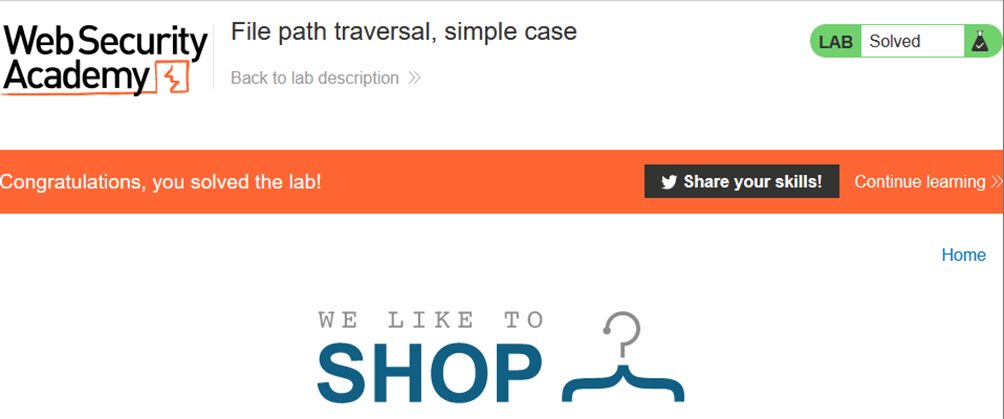 Web Security
Academy
File path traversal, simple case
Back to lab description
LAB Solved
Congratulations, you solved the lab!
Share your skills!
Continue learning
Home
WE LIKE TO
SHOP